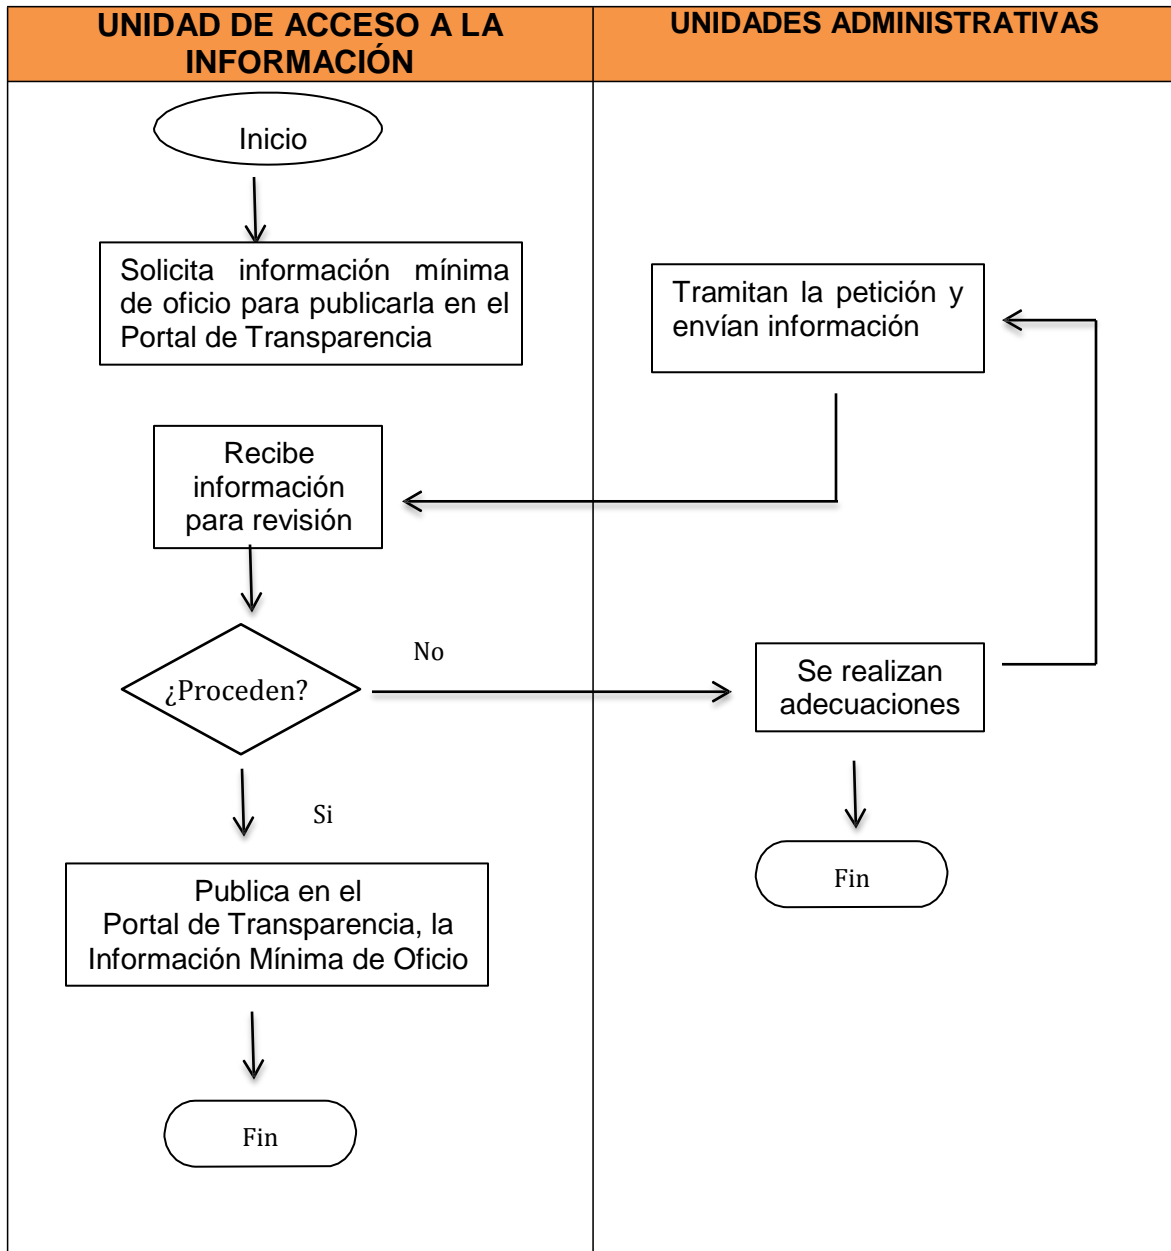 UNIDAD DE ACCESO A LA
INFORMACIÓN
UNIDADES ADMINISTRATIVAS
Inicio
Solicita información mínima
de oficio para publicarla en el
Portal de Transparencia
Tramitan la petición y
envían información
Recibe
información
para revisión
¿Proceden?
No
Se realizan
adecuaciones
Si
Fin
Publica en el
Portal de Transparencia, la
Información Mínima de Oficio
Fin